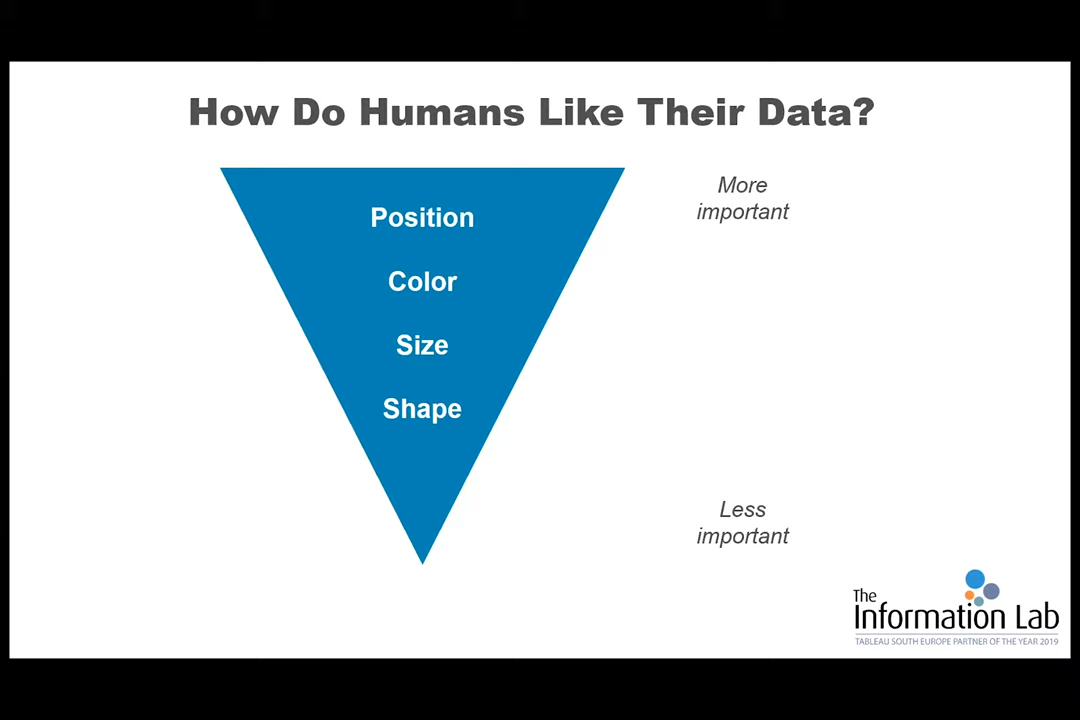 How Do Humans Like Their Data?
Position
Color
Size
Shape
More
important
Less
important
The
Information Lab
TABLEAU SOUTH EUROPE PARTNER OF THE YEAR 2019